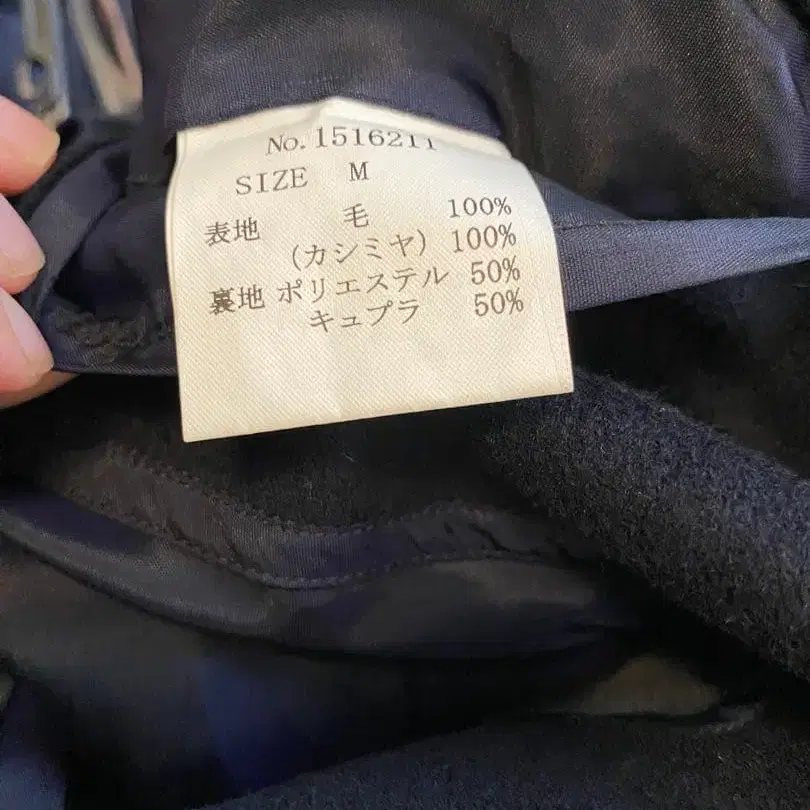 No. 1516211
SIZE M
表地 毛 100%
(カシミヤ) 100%
裏地 ポリエステル 50%
キュプラ 50%